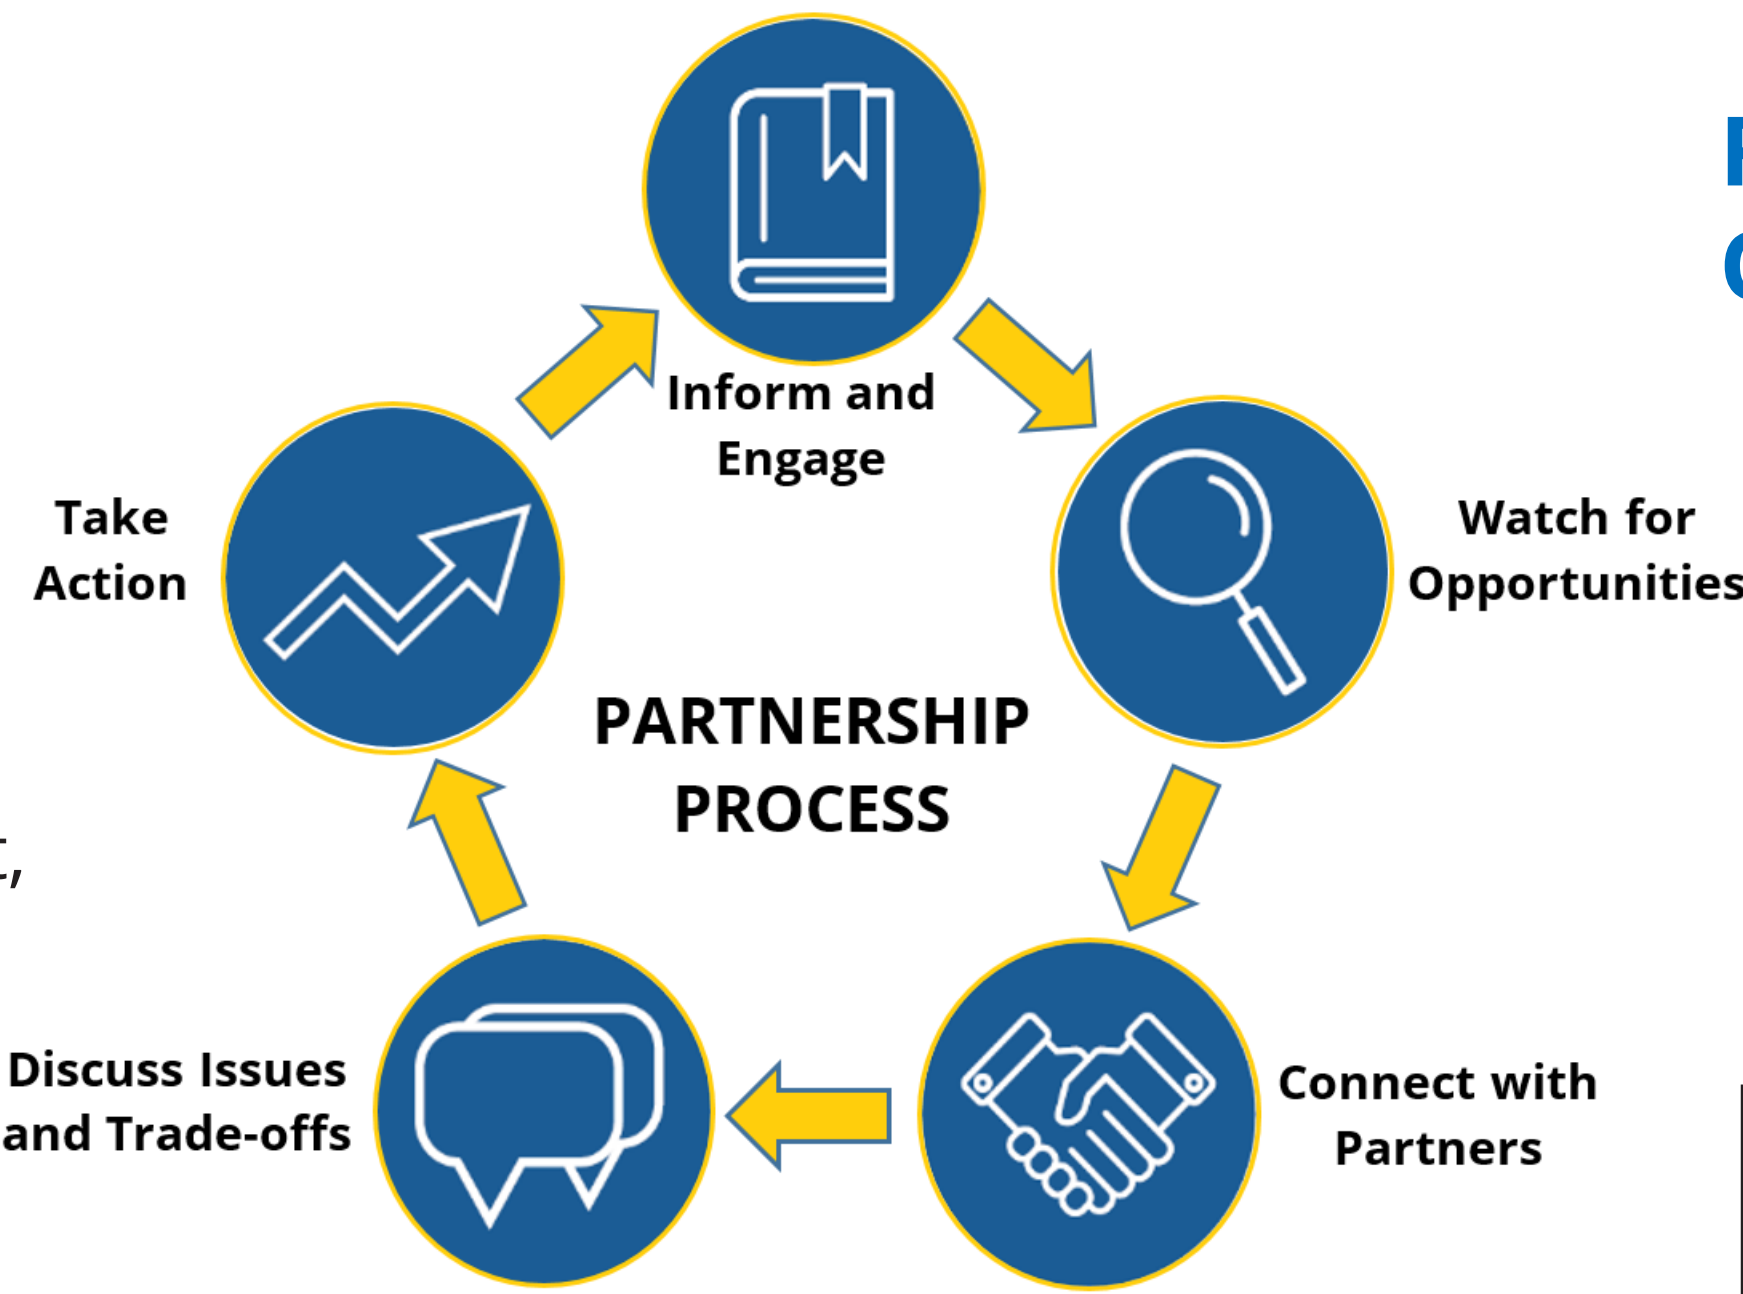 Inform and
Engage
Watch for
Opportunities
Connect with
Partners
Discuss Issues
and Trade-offs
Take
Action
PARTNERSHIP
PROCESS